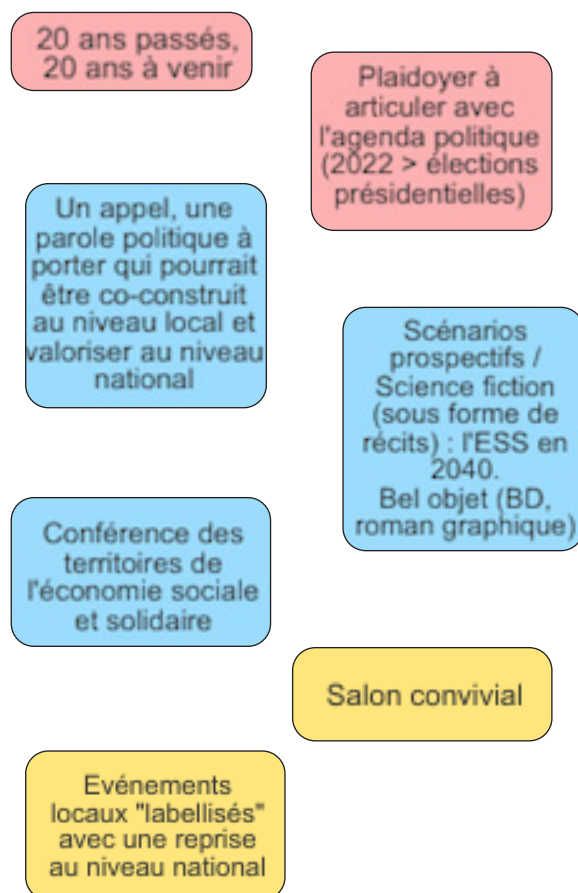 20 ans passés,
20 ans à venir
Plaidoyer à
articuler avec
l'agenda politique
(2022 > élections
présidentielles)
Un appel, une
parole politique à
porter qui pourrait
être co-construit
au niveau local et
valoriser au niveau
national
Scénarios
prospectifs /
Science fiction
(sous forme de
récits) : l'ESS en
2040.
Bel objet (BD,
roman graphique)
Conférence des
territoires de
l'économie sociale
et solidaire
Salon convivial
Evénements
locaux "labellisés"
avec une reprise
au niveau national